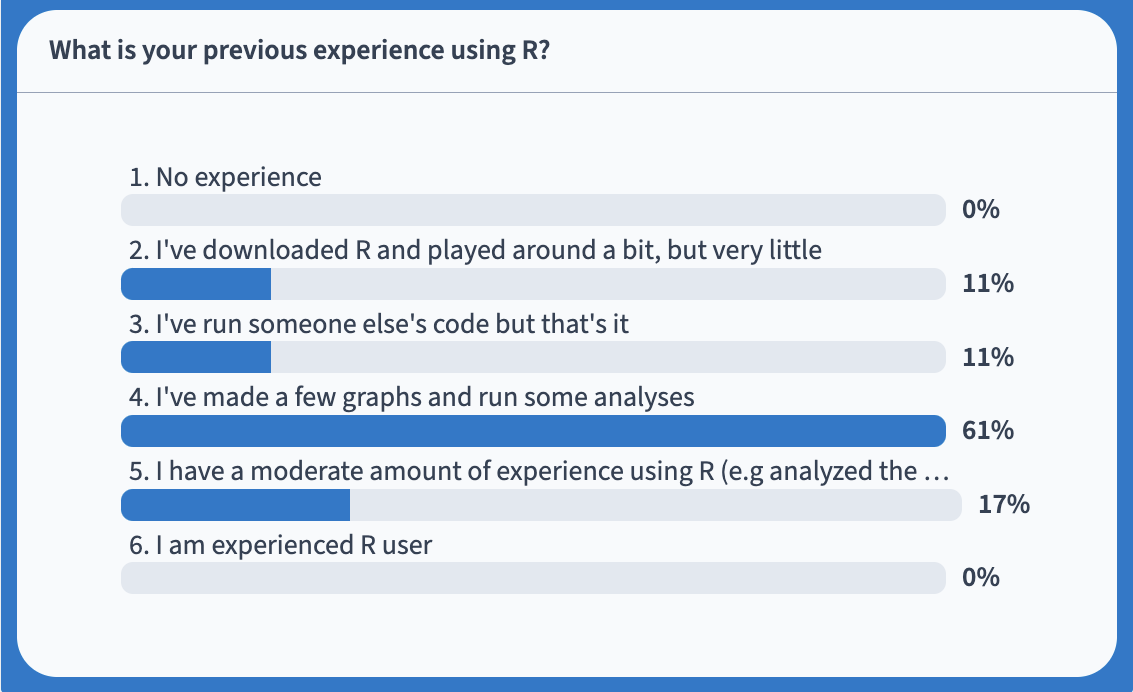 What is your previous experience using R?
1. No experience
0%
2. I've downloaded R and played around a bit, but very little
11%
3. I've run someone else's code but that's it
11%
4. I've made a few graphs and run some analyses
61%
5. I have a moderate amount of experience using R (e.g analyzed the …
17%
6. I am experienced R user
0%